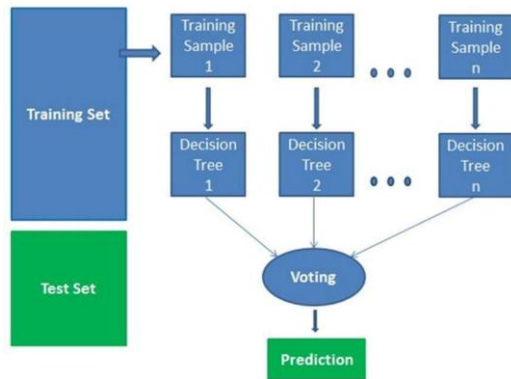 Training Set
Training
Sample
1
Training
Sample
2
Training
Sample
n
Decision
Tree
1
Decision
Tree
2
Decision
Tree
n
Test Set
Voting
Prediction